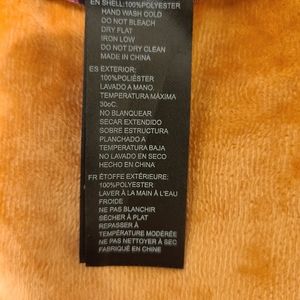 EN SHELL:100%POLYESTER
HAND WASH COLD
DO NOT BLEACH
DRY FLAT
IRON LOW
DO NOT DRY CLEAN
MADE IN CHINA
ES EXTERIOR:
100%POLIÉSTER
LAVADO A MANO.
TEMPERATURA MÁXIMA
30oC.
NO BLANQUEAR
SECAR EXTENDIDO
SOBRE ESTRUCTURA
PLANCHADO A
TEMPERATURA BAJA
NO LAVADO EN SECO
HECHO EN CHINA
FR ÉTOFFE EXTÉRIEURE:
100%POLYESTER
LAVER À LA MAIN À L'EAU
FROIDE
NE PAS BLANCHIR
SÉCHER À PLAT
REPASSER À
TEMPÉRATURE MODÉRÉE
NE PAS NETTOYER À SEC
FABRIQUÉ EN CHINE